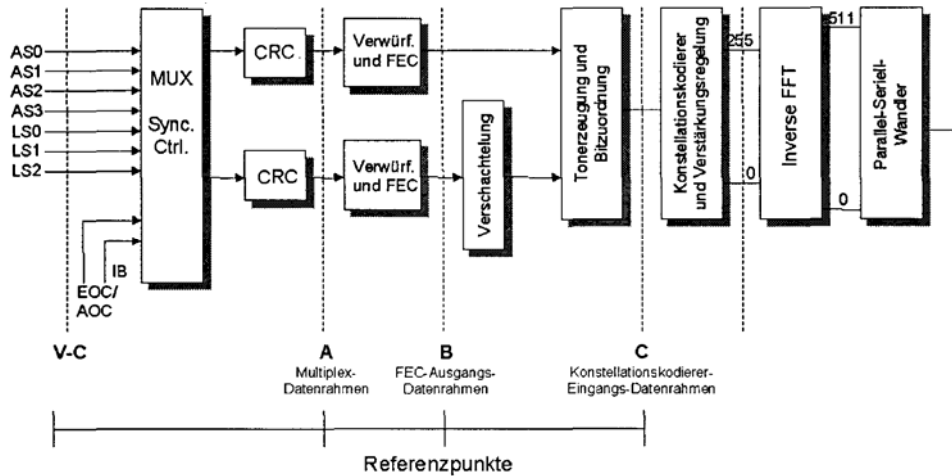 AS0
AS1
AS2
AS3
LS0
LS1
LS2
EOC/
AOC
IB
MUX
Sync.
Ctrl.
CRC.
CRC
Verwürf.
und FEC
Verwürf.
und FEC
Verschachtelung
Tonerzeugung und
Bitzuordnung
Konstellationskodierer
und Verstärkungsregelung
255
0
Inverse FFT
511
0
Parallel-Seriell-
Wandler
V-C
A
Multiplex-
Datenrahmen
B
FEC-Ausgangs-
Datenrahmen
C
Konstellationskodierer-
Eingangs-Datenrahmen
Referenzpunkte